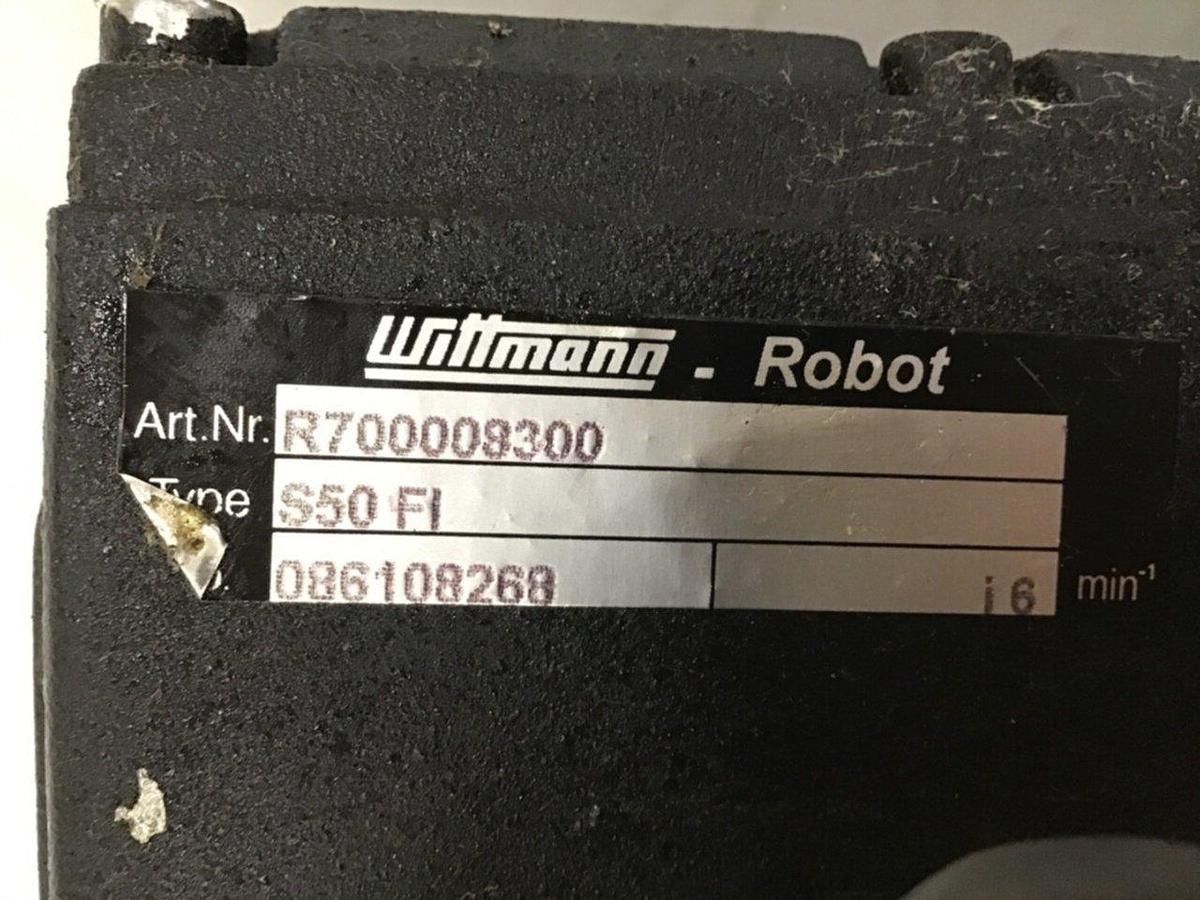 Wittmann - Robot
Art.Nr. R700008300
Type S50 FI
086108268 i 6 min⁻¹